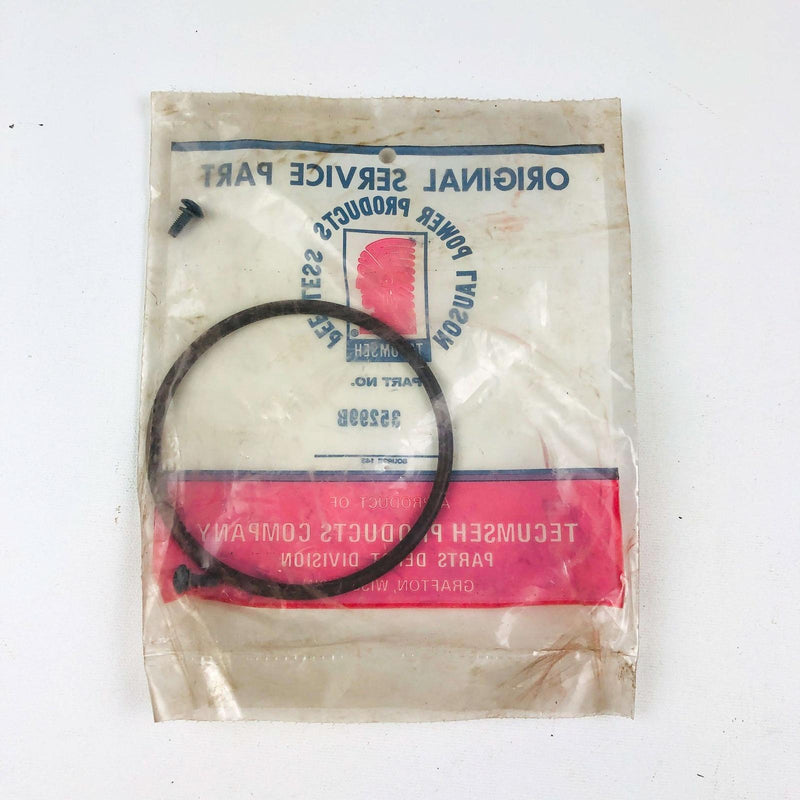 ORIGINAL SERVICE PART
LAUSON POWER PRODUCTS PEERLESS
TECUMSEH
PART NO.
35299B
A PRODUCT OF
TECUMSEH PRODUCTS COMPANY
PARTS DEPOT DIVISION
GRAFTON, WISCONSIN